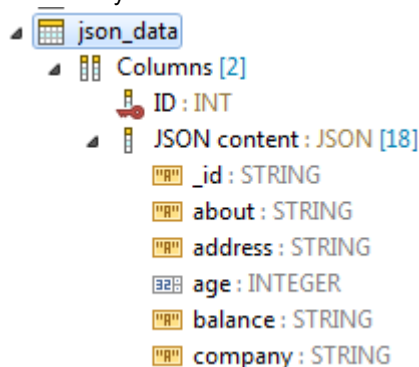 json_data
Columns [2]
ID : INT
JSON content : JSON [18]
"A" _id : STRING
"A" about : STRING
"A" address : STRING
32 age : INTEGER
"A" balance : STRING
"A" company : STRING